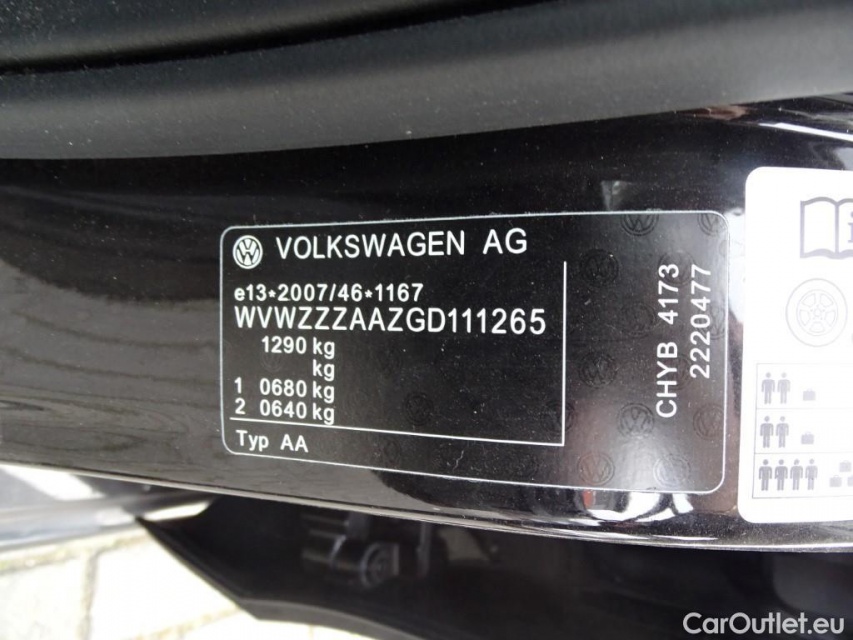 VOLKSWAGEN AG
e13*2007/46*1167
WVWZZZAAZGD111265
1290 kg
kg
1 0680 kg
2 0640 kg
Typ AA
CHYB 4173
2220477
i
CarOutlet.eu